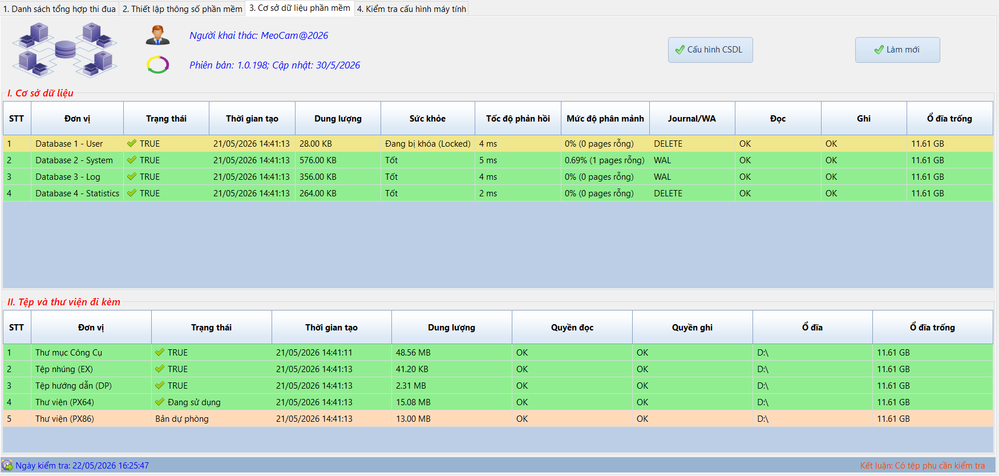 1. Danh sách tổng hợp thi đua 2. Thiết lập thông số phần mềm 3. Cơ sở dữ liệu phần mềm 4. Kiểm tra cấu hình máy tính
Người khai thác: MeoCam@2026
Cấu hình CSDL Làm mới
Phiên bản: 1.0.198; Cập nhật: 30/5/2026
I. Cơ sở dữ liệu
STT Đơn vị Trạng thái Thời gian tạo Dung lượng Sức khỏe Tốc độ phản hồi Mức độ phân mảnh Journal/WA Đọc Ghi Ổ đĩa trống
1 Database 1 - User TRUE 21/05/2026 14:41:13 28.00 KB Đang bị khóa (Locked) 4 ms 0% (0 pages rỗng) DELETE OK OK 11.61 GB
2 Database 2 - System TRUE 21/05/2026 14:41:13 576.00 KB Tốt 5 ms 0.69% (1 pages rỗng) WAL OK OK 11.61 GB
3 Database 3 - Log TRUE 21/05/2026 14:41:13 356.00 KB Tốt 4 ms 0% (0 pages rỗng) WAL OK OK 11.61 GB
4 Database 4 - Statistics TRUE 21/05/2026 14:41:13 264.00 KB Tốt 2 ms 0% (0 pages rỗng) DELETE OK OK 11.61 GB
II. Tệp và thư viện đi kèm
STT Đơn vị Trạng thái Thời gian tạo Dung lượng Quyền đọc Quyền ghi Ổ đĩa Ổ đĩa trống
1 Thư mục Công Cụ TRUE 21/05/2026 14:41:11 48.56 MB OK OK D:\ 11.61 GB
2 Tệp nhúng (EX) TRUE 21/05/2026 14:41:13 41.20 KB OK OK D:\ 11.61 GB
3 Tệp hướng dẫn (DP) TRUE 21/05/2026 14:41:13 2.31 MB OK OK D:\ 11.61 GB
4 Thư viện (PX64) Đang sử dụng 21/05/2026 14:41:13 15.08 MB OK OK D:\ 11.61 GB
5 Thư viện (PX86) Bản dự phòng 21/05/2026 14:41:13 13.00 MB OK OK D:\ 11.61 GB
Ngày kiểm tra: 22/05/2026 16:25:47 Kết luận: Có tệp phụ cần kiểm tra